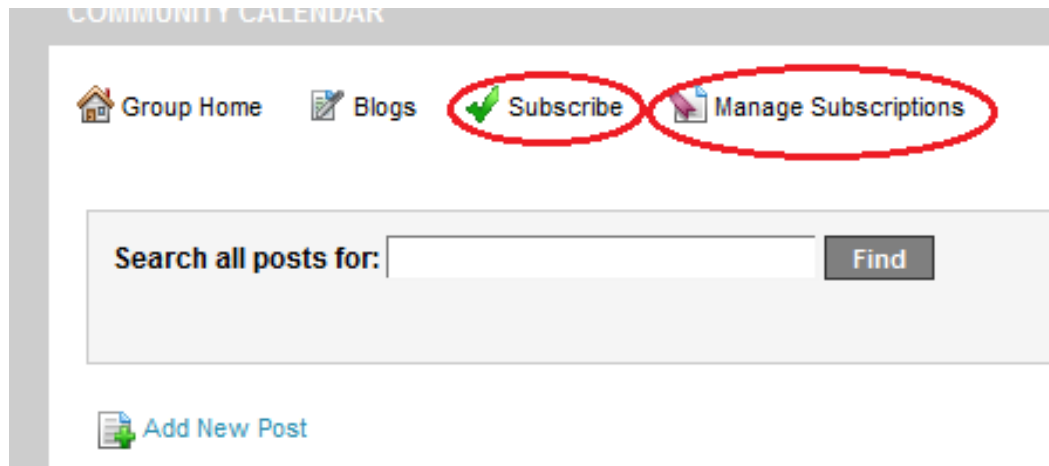 COMMUNITY CALENDAR
Group Home Blogs Subscribe Manage Subscriptions
Search all posts for: Find
Add New Post